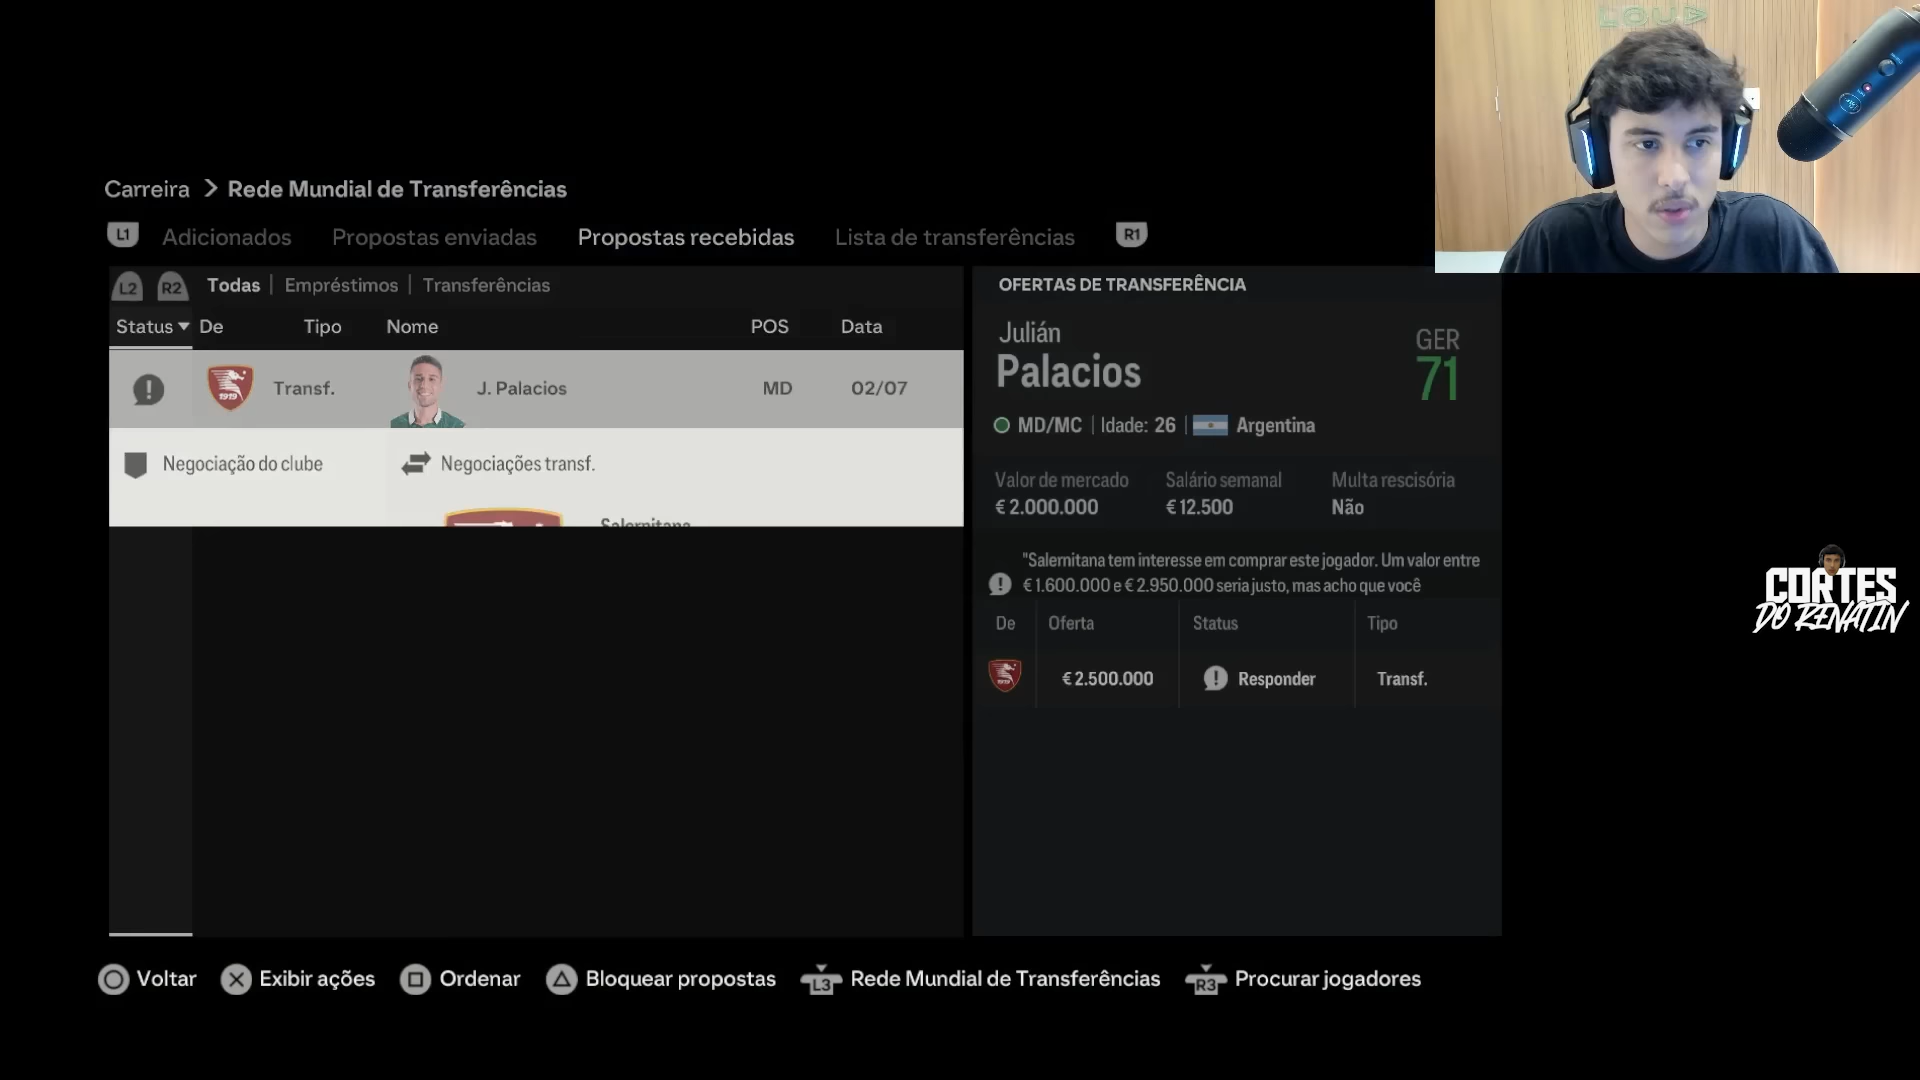 LOUD
Carreira > Rede Mundial de Transferências
L1 Adicionados Propostas enviadas Propostas recebidas Lista de transferências R1
L2 R2 Todas | Empréstimos | Transferências
Status De Tipo Nome POS Data
1919 Transf. J. Palacios MD 02/07
Negociação do clube Negociações transf.
Salernitana
OFERTAS DE TRANSFERÊNCIA
Julián
Palacios
GER
71
MD/MC | Idade: 26 | Argentina
Valor de mercado Salário semanal Multa rescisória
€ 2.000.000 € 12.500 Não
"Salernitana tem interesse em comprar este jogador. Um valor entre
€ 1.600.000 e € 2.950.000 seria justo, mas acho que você
De Oferta Status Tipo
1919 € 2.500.000 Responder Transf.
CORTES
DO RENATIN
Voltar Exibir ações Ordenar Bloquear propostas L3 Rede Mundial de Transferências R3 Procurar jogadores